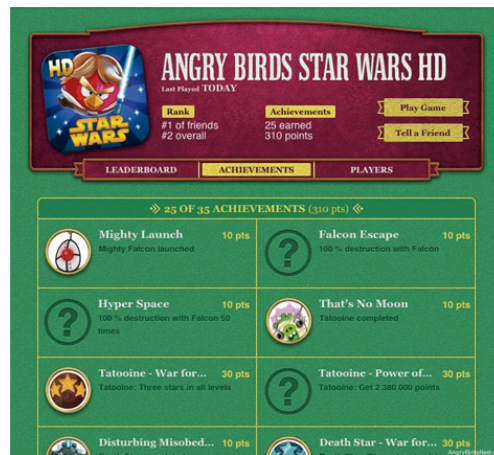 HD
STAR
WARS
ANGRY BIRDS STAR WARS HD
Last Played TODAY
Rank
#1 of friends
#2 overall
Achievements
25 earned
310 points
Play Game
Tell a Friend
LEADERBOARD
ACHIEVEMENTS
PLAYERS
25 OF 35 ACHIEVEMENTS (310 pts)
Mighty Launch 10 pts
Mighty Falcon launched
Falcon Escape 10 pts
100 % destruction with Falcon
Hyper Space 10 pts
100 % destruction with Falcon 50
times
That's No Moon 10 pts
Tatooine completed
Tatooine - War for... 30 pts
Tatooine: Three stars in all levels
Tatooine - Power of... 30 pts
Tatooine: Get 2 380 000 points
Disturbing Misobed... 10 pts
Death Star - War for... 30 pts